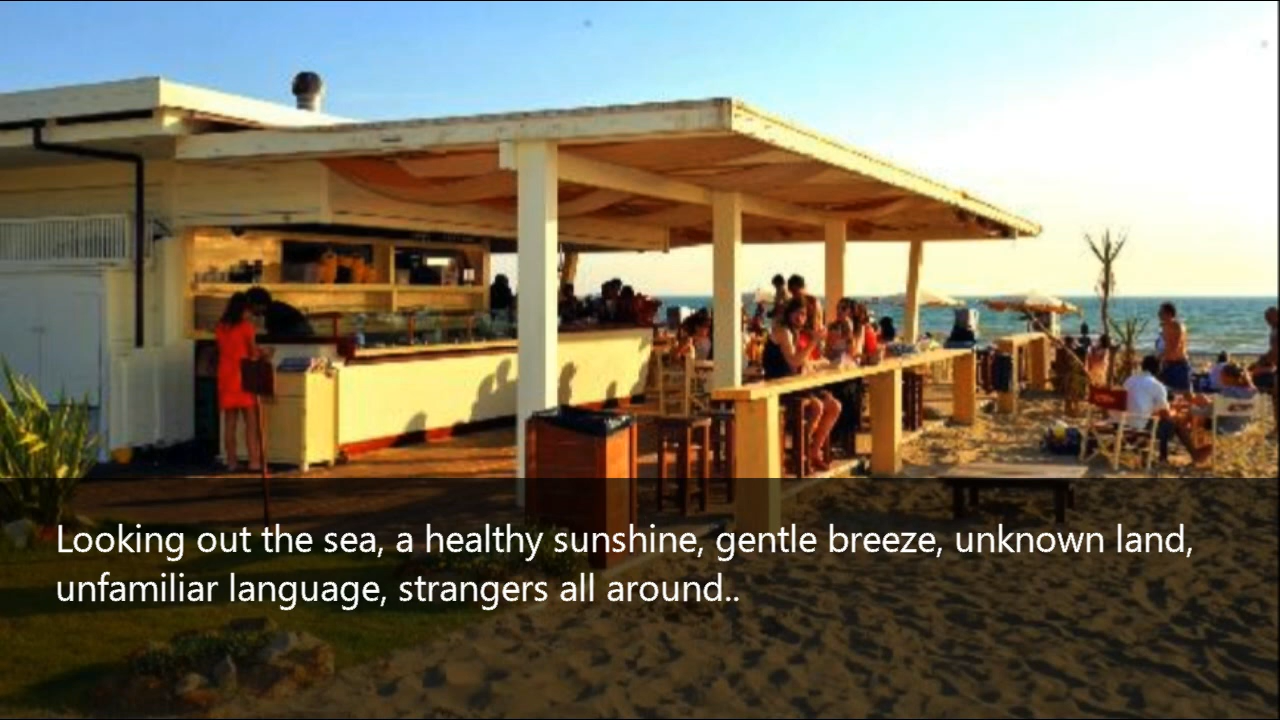 Looking out the sea, a healthy sunshine, gentle breeze, unknown land,
unfamiliar language, strangers all around..